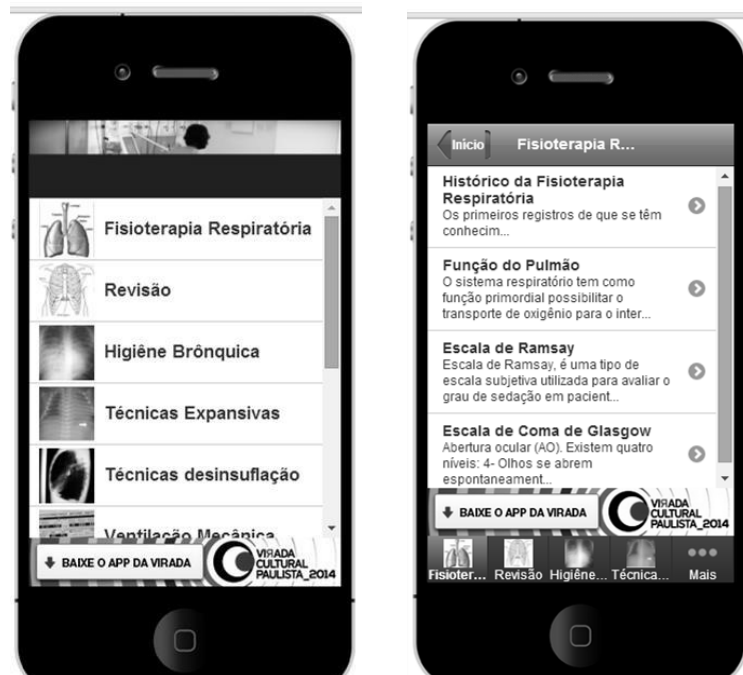 Fisioterapia Respiratória
Revisão
Higiêne Brônquica
Técnicas Expansivas
Técnicas desinsuflação
Ventilação Mecânica
BAIXE O APP DA VIRADA
VIRADA
CULTURAL
PAULISTA_2014
Início
Fisioterapia R...
Histórico da Fisioterapia
Respiratória
Os primeiros registros de que se têm
conhecim...
Função do Pulmão
O sistema respiratório tem como
função primordial possibilitar o
transporte de oxigênio para o inter...
Escala de Ramsay
Escala de Ramsay, é uma tipo de
escala subjetiva utilizada para avaliar o
grau de sedação em pacient...
Escala de Coma de Glasgow
Abertura ocular (AO). Existem quatro
níveis: 4- Olhos se abrem
espontaneament...
BAIXE O APP DA VIRADA
VIRADA
CULTURAL
PAULISTA_2014
Fisioter... Revisão Higiêne... Técnica... Mais